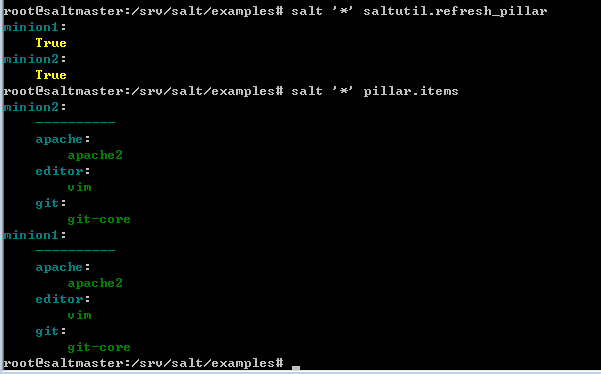 root@saltmaster:/srv/salt/examples# salt '*' saltutil.refresh_pillar
minion1:
    True
minion2:
    True
root@saltmaster:/srv/salt/examples# salt '*' pillar.items
minion2:
    ----------
    apache:
        apache2
    editor:
        vim
    git:
        git-core
minion1:
    ----------
    apache:
        apache2
    editor:
        vim
    git:
        git-core
root@saltmaster:/srv/salt/examples#